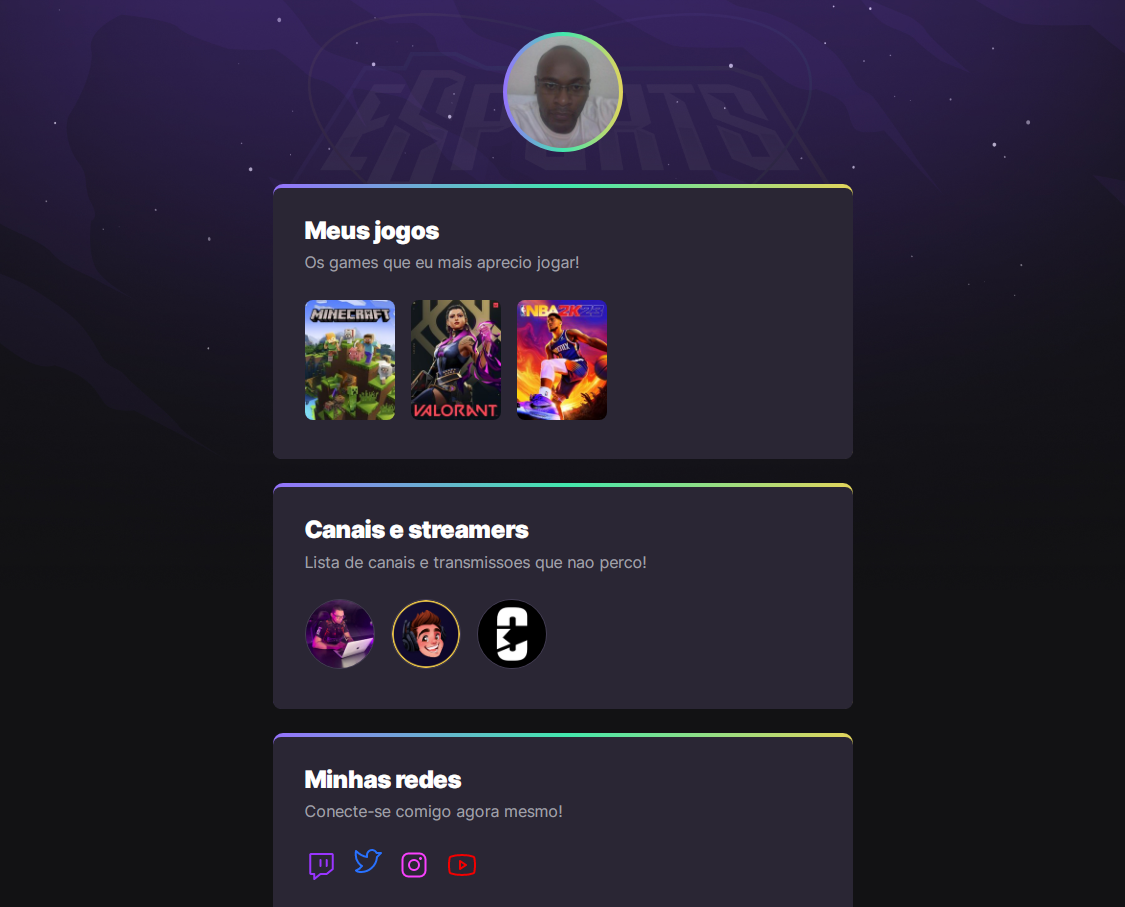 ESPORTS
Meus jogos
Os games que eu mais aprecio jogar!
MINECRAFT
VALORANT
NBA 2K23
Canais e streamers
Lista de canais e transmissoes que nao perco!
Minhas redes
Conecte-se comigo agora mesmo!